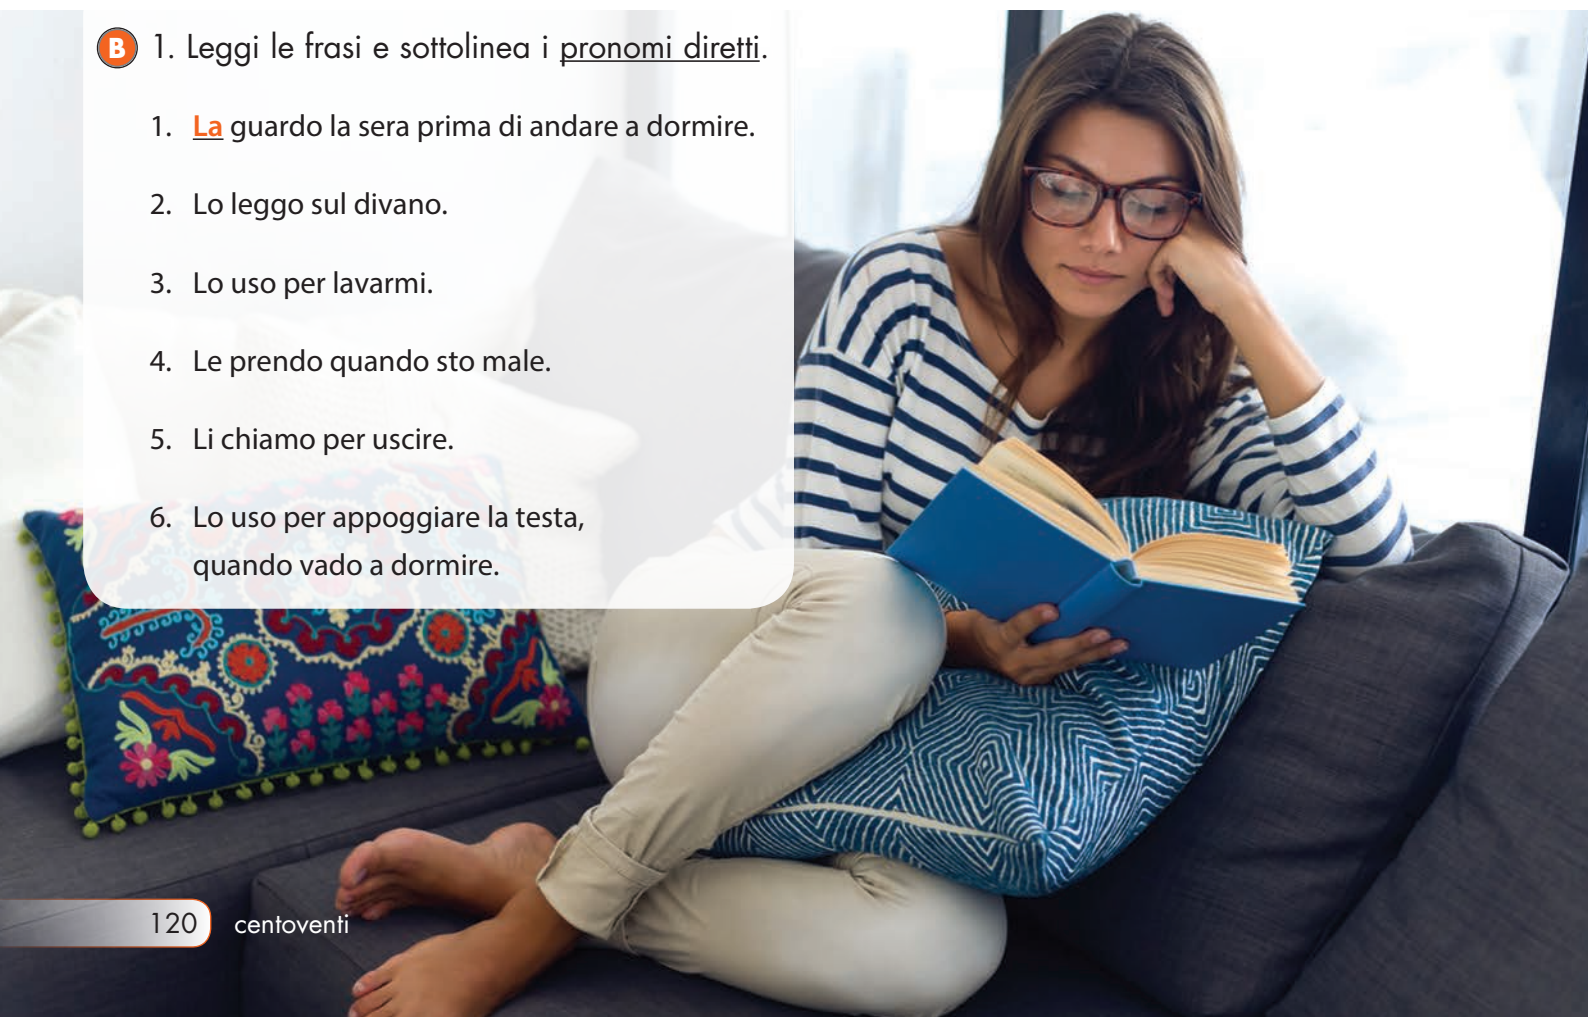 B 1. Leggi le frasi e sottolinea i pronomi diretti.
1. La guardo la sera prima di andare a dormire.
2. Lo leggo sul divano.
3. Lo uso per lavarmi.
4. Le prendo quando sto male.
5. Li chiamo per uscire.
6. Lo uso per appoggiare la testa,
quando vado a dormire.
120 centoventi